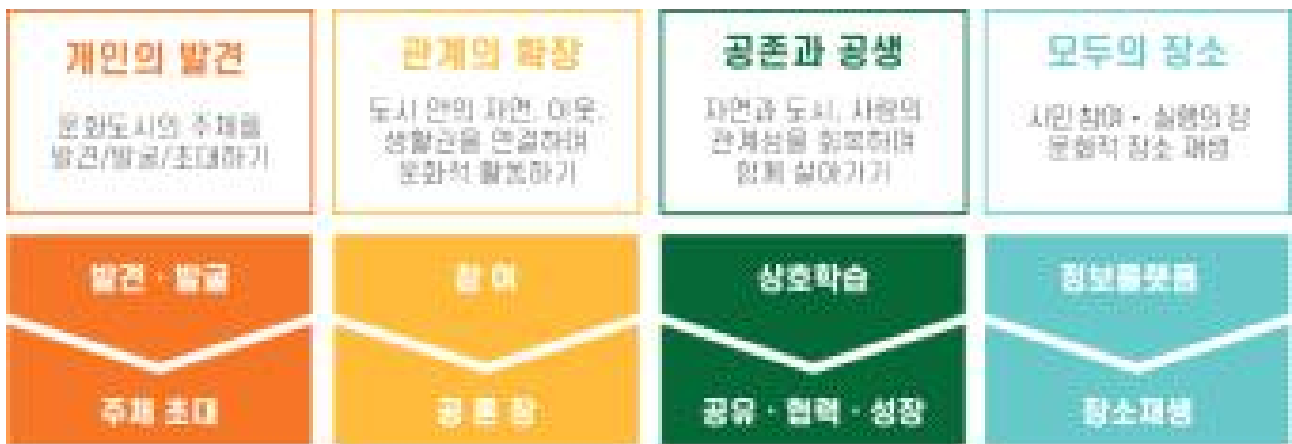 개인의 발견
문화도시의 주체를
발견/발굴/초대하기
관계의 확장
도시 안의 자연, 이웃,
생활권을 연결하며
문화적 활동하기
공존과 공생
자연과 도시, 사람의
관계성을 회복하며
함께 살아가기
모두의 장소
시민 참여・실행의 장
문화적 장소 재생
발견・발굴
주체 초대
참 여
공 론 장
상호학습
공유・협력・성장
정보플랫폼
장소재생